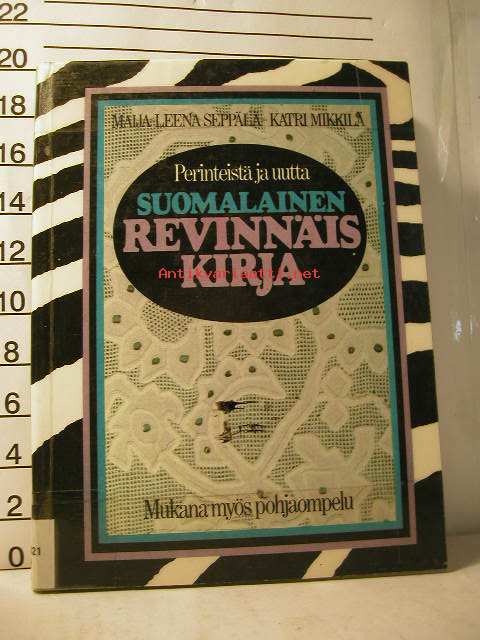 22
20
18
16
14
12
10
8
6
4
2
0
21
MAIJA-LEENA SEPPÄLÄ - KATRI MIKKILÄ
Perinteistä ja uutta
SUOMALAINEN
REVINNÄIS
KIRJA
Antikvariaatti.net
Mukana myös pohjaompelu